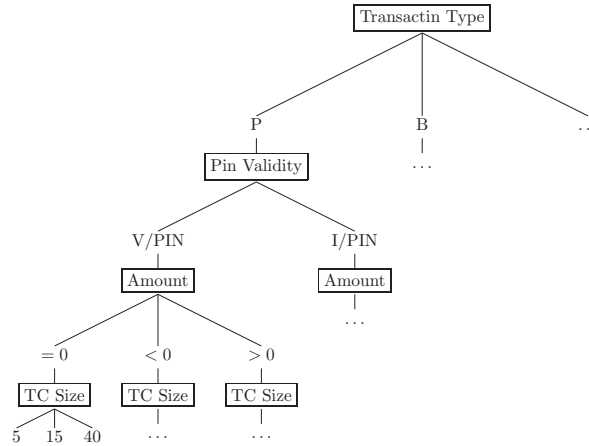 Transactin Type
P B . .
Pin Validity . . .
V/PIN I/PIN
Amount Amount
. . .
= 0 < 0 > 0
TC Size TC Size TC Size
5 15 40 . . . . . .